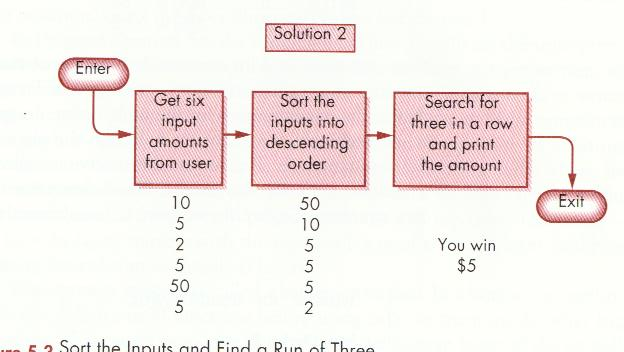 Solution 2
Enter
Get six
input
amounts
from user
Sort the
inputs into
descending
order
Search for
three in a row
and print
the amount
Exit
10
5
2
5
50
5
50
10
5
5
5
2
You win
$5
5.2 Sort the Inputs and Find a Run of Three